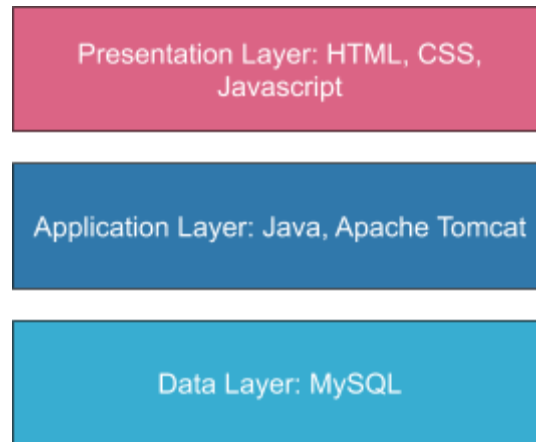 Presentation Layer: HTML, CSS,
Javascript
Application Layer: Java, Apache Tomcat
Data Layer: MySQL